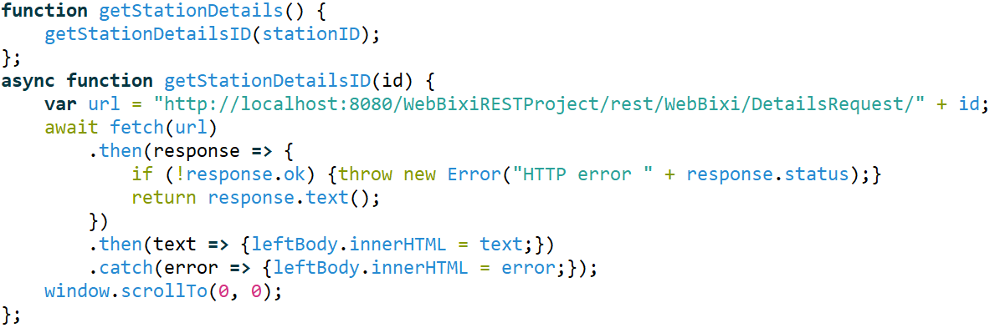 function getStationDetails() {
    getStationDetailsID(stationID);
};
async function getStationDetailsID(id) {
    var url = "http://localhost:8080/WebBixiRESTProject/rest/WebBixi/DetailsRequest/" + id;
    await fetch(url)
        .then(response => {
            if (!response.ok) {throw new Error("HTTP error " + response.status);}
            return response.text();
        })
        .then(text => {leftBody.innerHTML = text;})
        .catch(error => {leftBody.innerHTML = error;});
    window.scrollTo(0, 0);
};